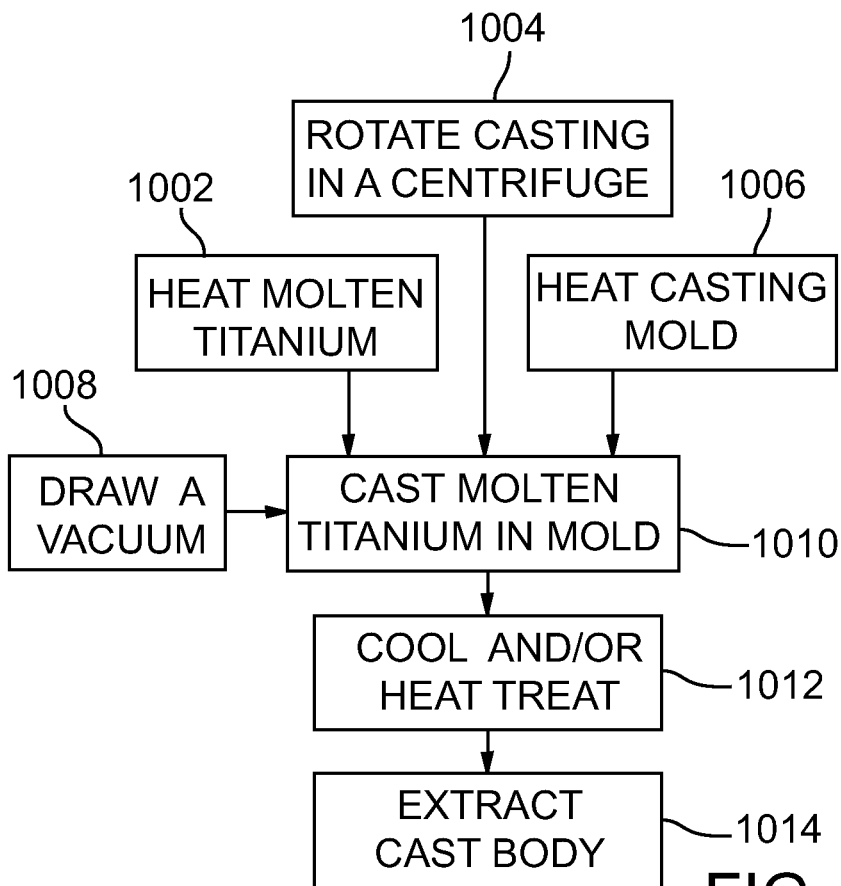 1004
ROTATE CASTING
IN A CENTRIFUGE
1002
1006
HEAT MOLTEN
TITANIUM
HEAT CASTING
MOLD
1008
DRAW A
VACUUM
CAST MOLTEN
TITANIUM IN MOLD
1010
COOL AND/OR
HEAT TREAT
1012
EXTRACT
CAST BODY
1014
FIG